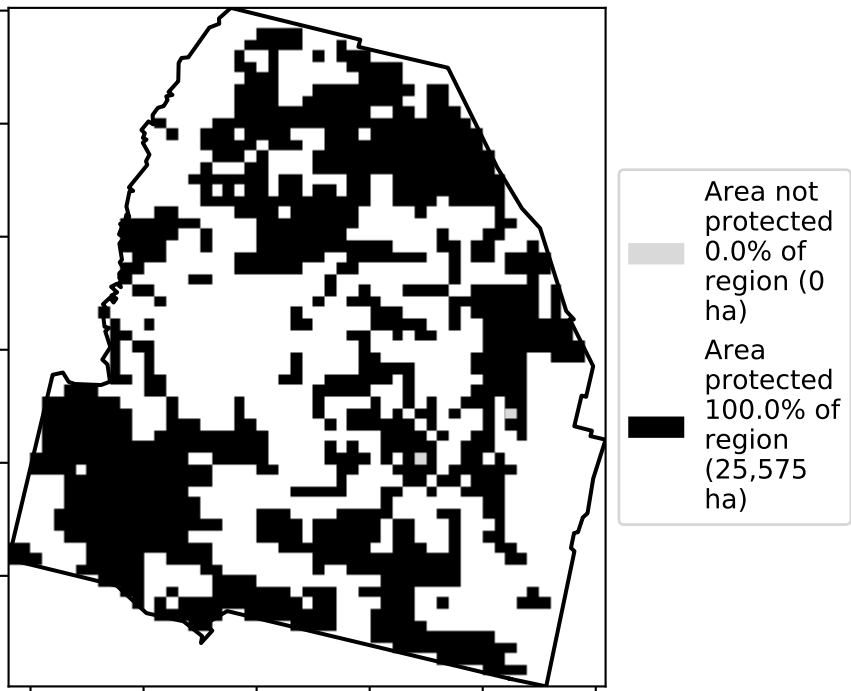 Area not
protected
0.0% of
region (0
ha)
Area
protected
100.0% of
region
(25,575
ha)